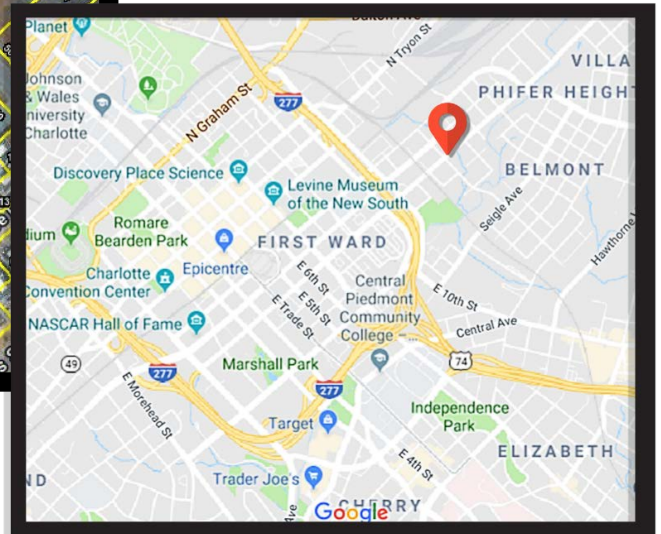 Planet
N Tryon St
VILLA
PHIFER HEIGHT
Johnson
& Wales
University
Charlotte
N Graham St
277
BELMONT
Discovery Place Science
Levine Museum
of the New South
Seigle Ave
Romare
Bearden Park
FIRST WARD
Epicentre
Charlotte
Convention Center
E 6th St
E 5th St
E Trade St
Central
Piedmont
Community
College – ...
E 10th St
Central Ave
NASCAR Hall of Fame
49
277
Marshall Park
277
74
E Morehead St
Independence
Park
Target
E 4th St
ELIZABETH
Trader Joe's
CHERRY
Ave
Google